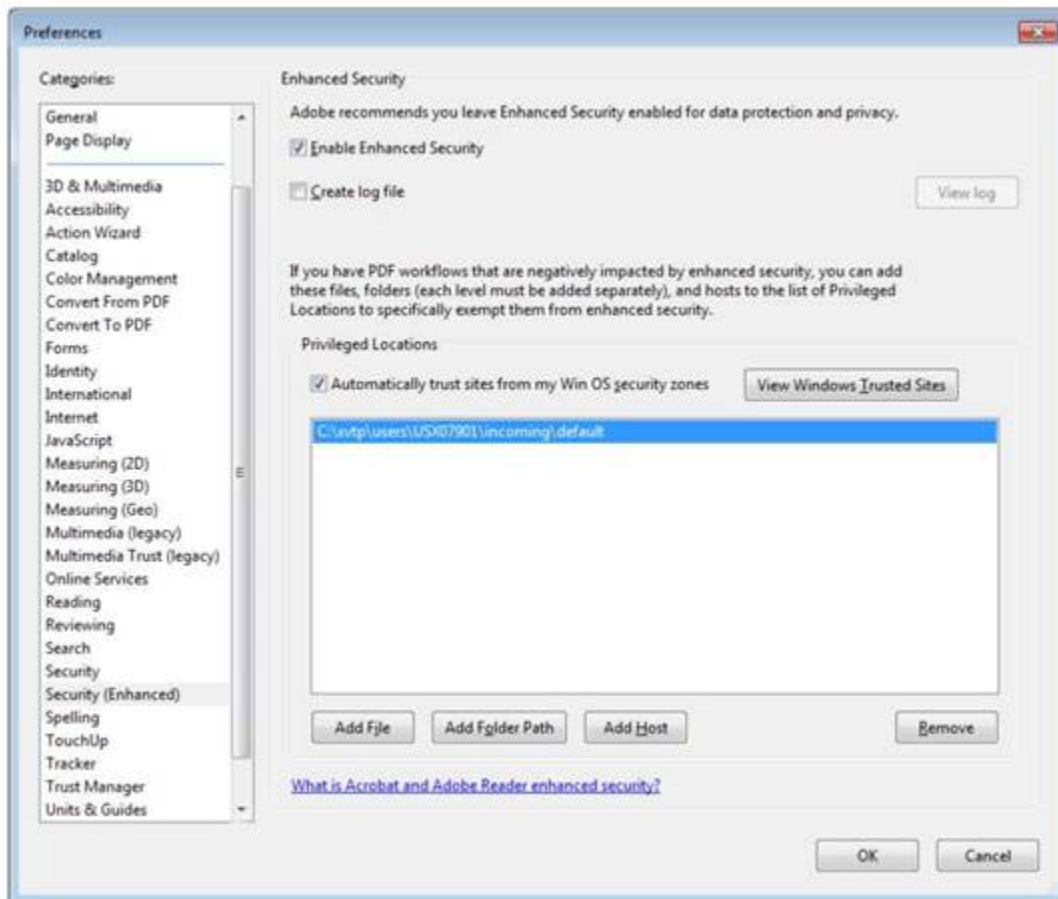 Preferences
Categories:
General
Page Display
3D & Multimedia
Accessibility
Action Wizard
Catalog
Color Management
Convert From PDF
Convert To PDF
Forms
Identity
International
Internet
JavaScript
Measuring (2D)
Measuring (3D)
Measuring (Geo)
Multimedia (legacy)
Multimedia Trust (legacy)
Online Services
Reading
Reviewing
Search
Security
Security (Enhanced)
Spelling
TouchUp
Tracker
Trust Manager
Units & Guides
Enhanced Security
Adobe recommends you leave Enhanced Security enabled for data protection and privacy.
Enable Enhanced Security
Create log file
View log
If you have PDF workflows that are negatively impacted by enhanced security, you can add
these files, folders (each level must be added separately), and hosts to the list of Privileged
Locations to specifically exempt them from enhanced security.
Privileged Locations
Automatically trust sites from my Win OS security zones
View Windows Trusted Sites
Add File
Add Folder Path
Add Host
Remove
What is Acrobat and Adobe Reader enhanced security?
OK
Cancel